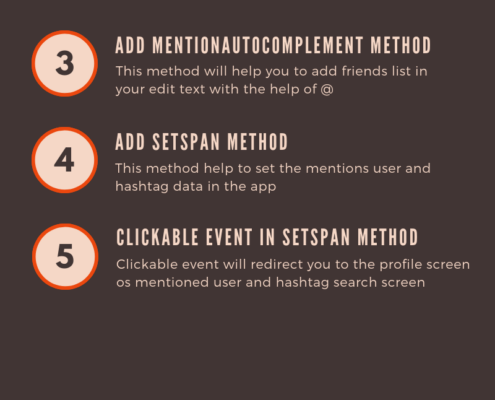 3
ADD MENTIONAUTOCOMPLEMENT METHOD
This method will help you to add friends list in
your edit text with the help of @
4
ADD SETSPAN METHOD
This method help to set the mentions user and
hashtag data in the app
5
CLICKABLE EVENT IN SETSPAN METHOD
Clickable event will redirect you to the profile screen
os mentioned user and hashtag search screen